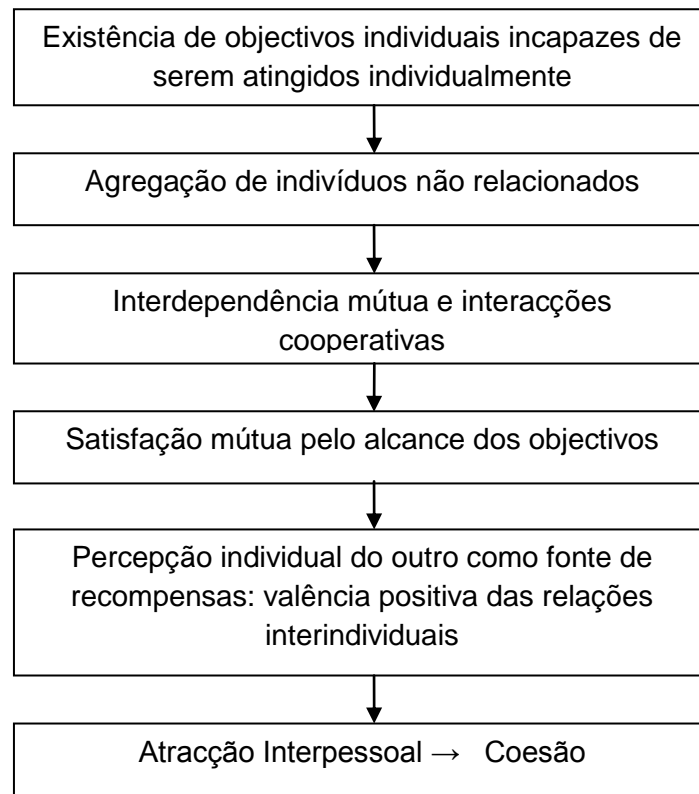 Existência de objectivos individuais incapazes de
serem atingidos individualmente
Agregação de indivíduos não relacionados
Interdependência mútua e interacções
cooperativas
Satisfação mútua pelo alcance dos objectivos
Percepção individual do outro como fonte de
recompensas: valência positiva das relações
interindividuais
Atracção Interpessoal → Coesão